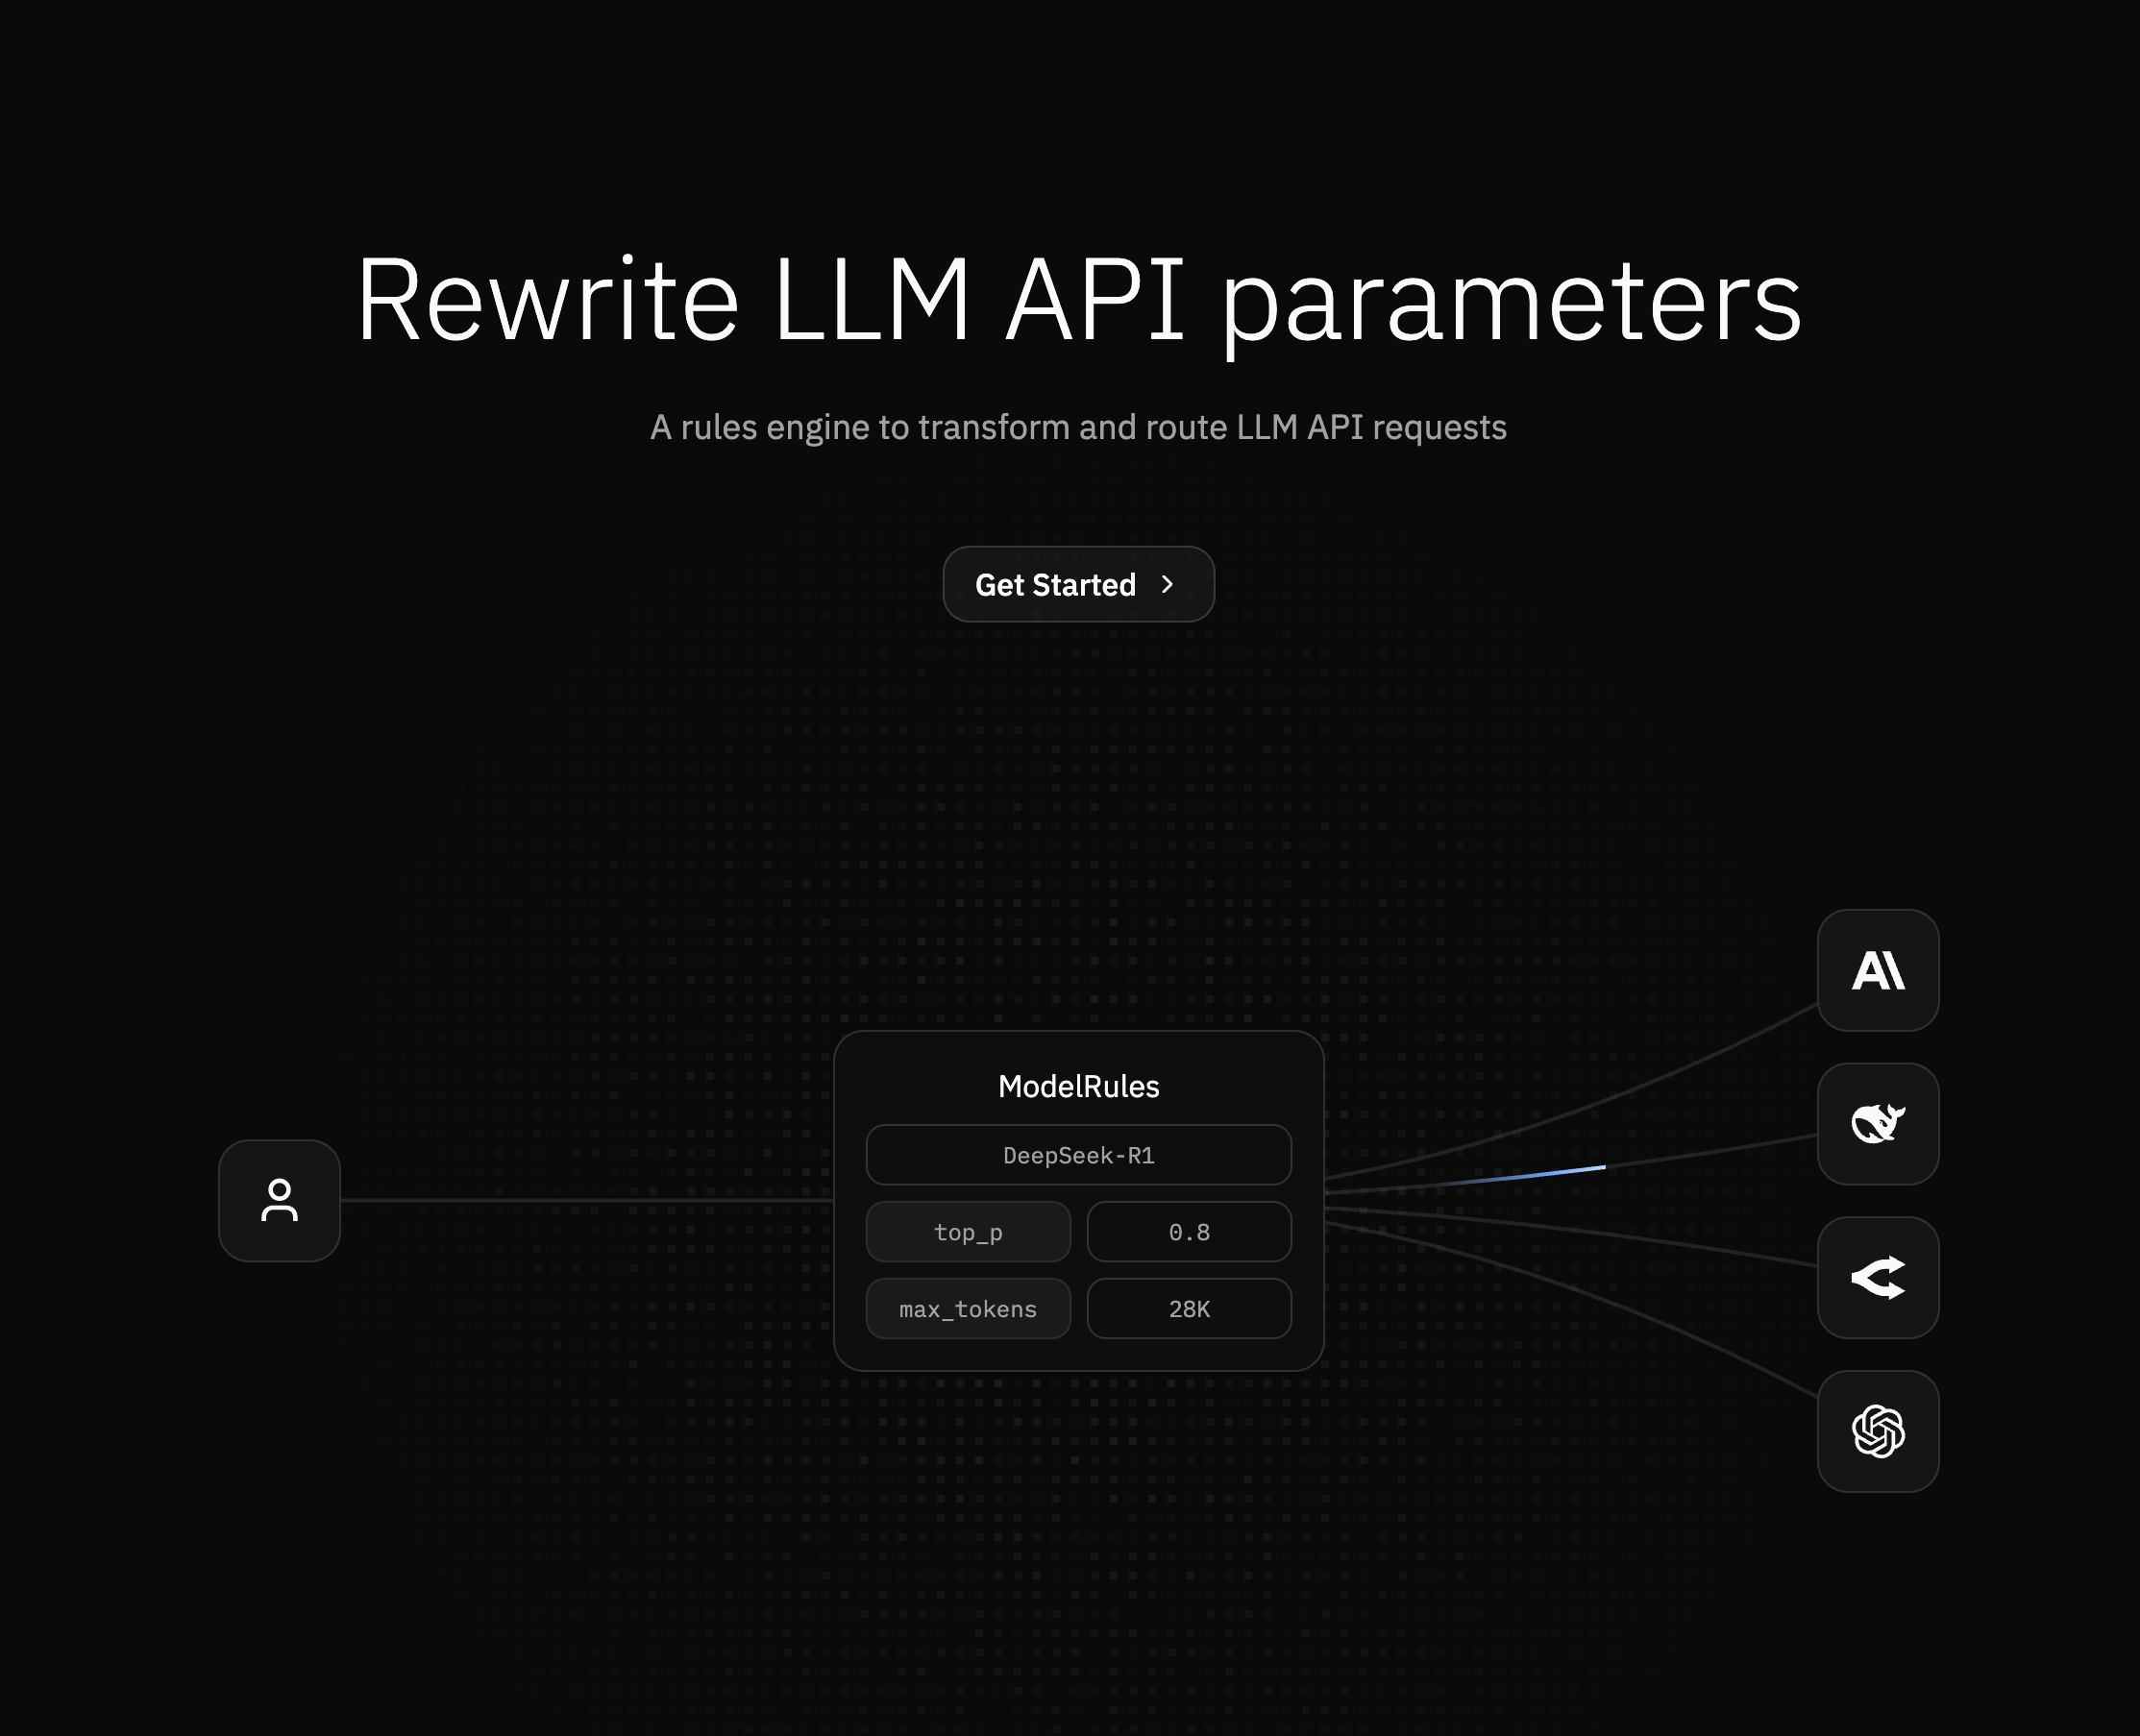 Rewrite LLM API parameters
A rules engine to transform and route LLM API requests
Get Started
ModelRules
DeepSeek-R1
top_p 0.8
max_tokens 28K